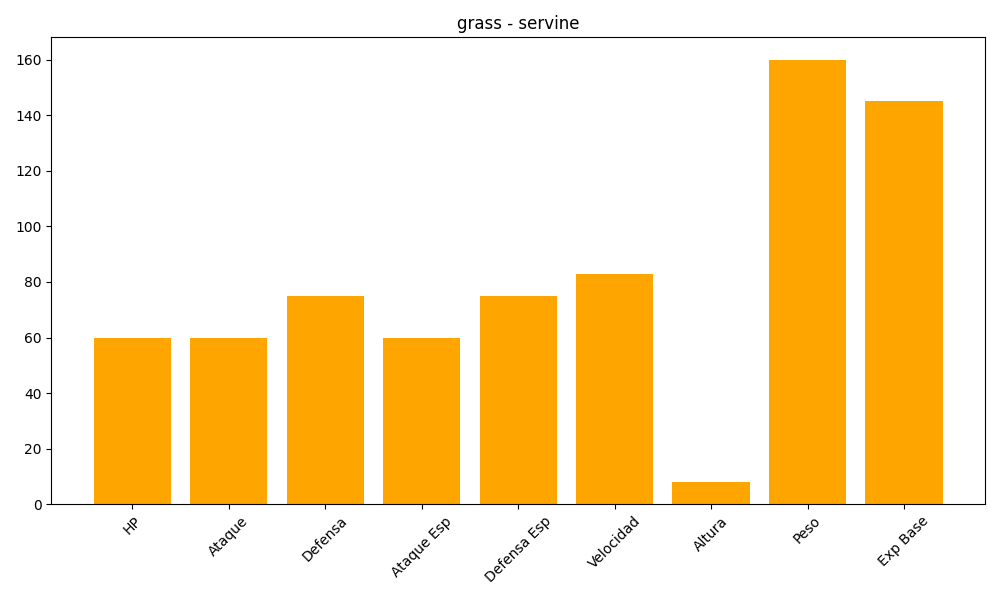 grass - servine
160
140
120
100
80
60
40
20
0
HP
Ataque
Defensa
Ataque Esp
Defensa Esp
Velocidad
Altura
Peso
Exp Base